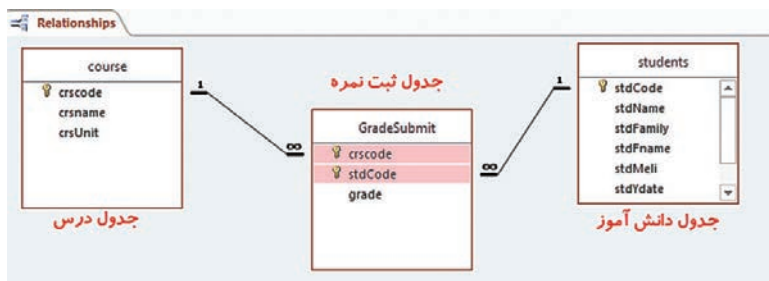 Relationships
course
crscode
crsname
crsUnit
جدول درس
1
∞
جدول ثبت نمره
GradeSubmit
crscode
stdCode
grade
∞
1
students
stdCode
stdName
stdFamily
stdFname
stdMeli
stdYdate
جدول دانش آموز